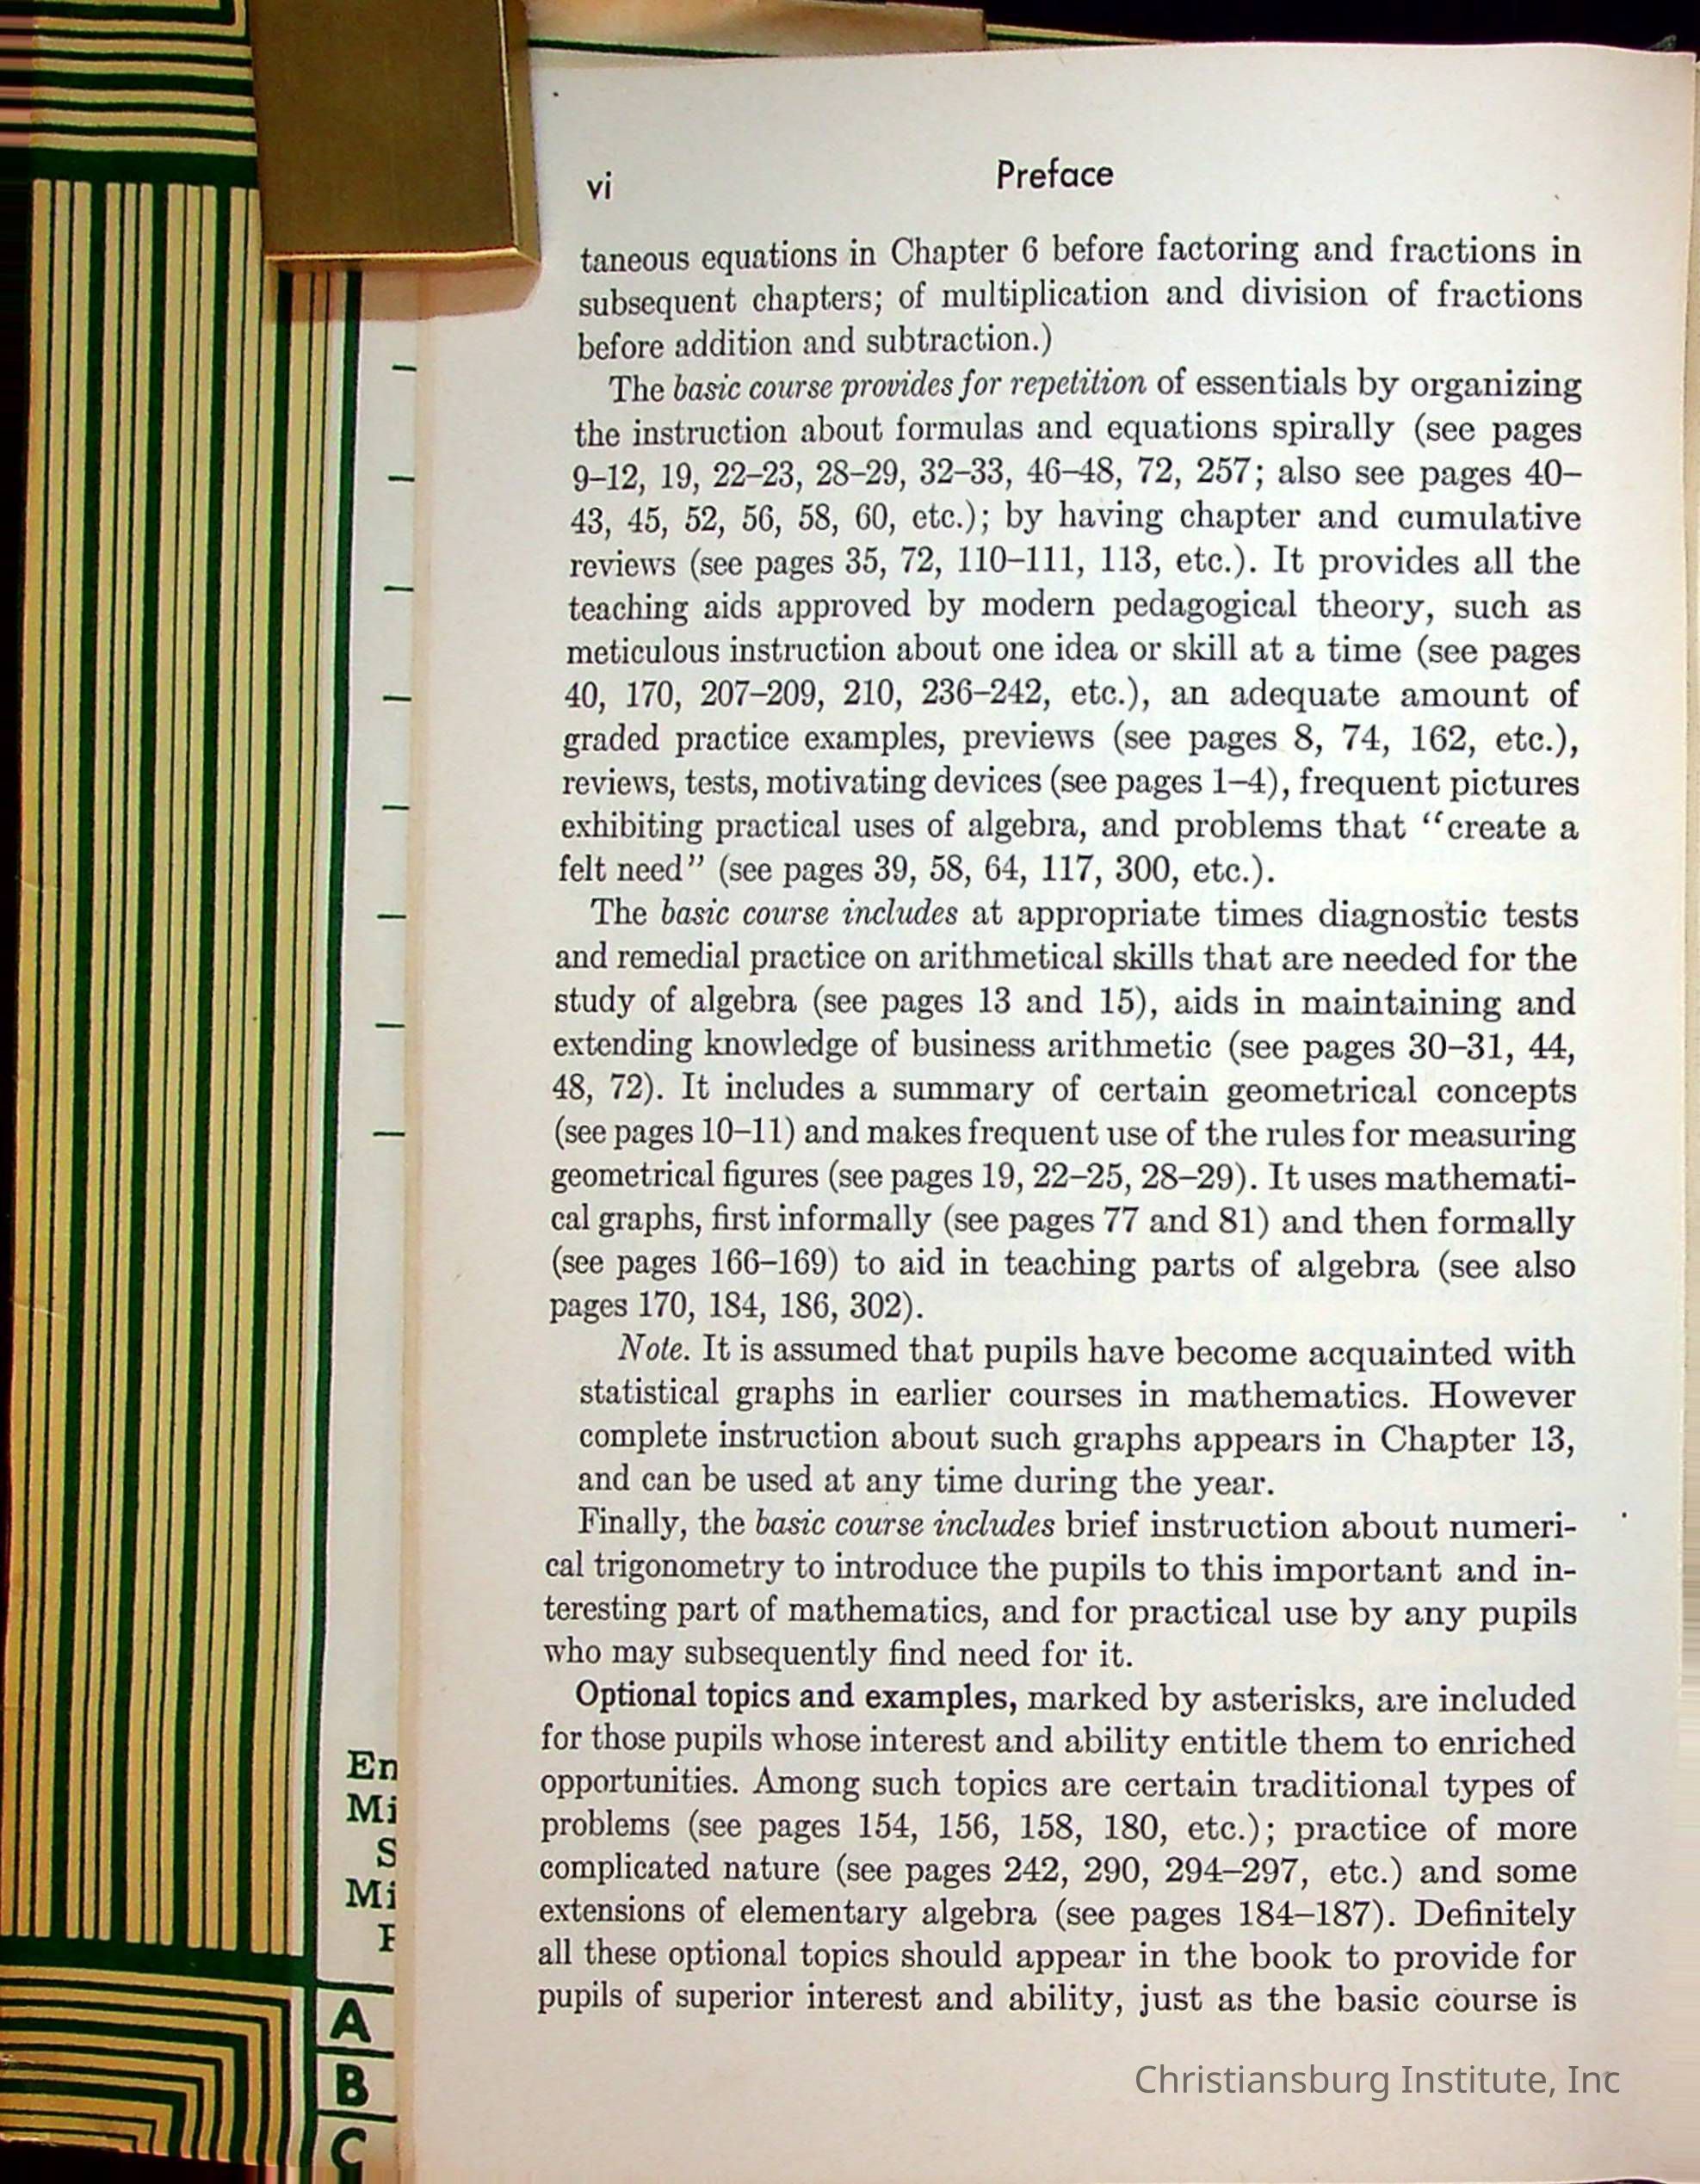 vi Preface
taneous equations in Chapter 6 before factoring and fractions in
subsequent chapters; of multiplication and division of fractions
before addition and subtraction.)
The basic course provides for repetition of essentials by organizing
the instruction about formulas and equations spirally (see pages
9–12, 19, 22–23, 28–29, 32–33, 46–48, 72, 257; also see pages 40–
43, 45, 52, 56, 58, 60, etc.); by having chapter and cumulative
reviews (see pages 35, 72, 110–111, 113, etc.). It provides all the
teaching aids approved by modern pedagogical theory, such as
meticulous instruction about one idea or skill at a time (see pages
40, 170, 207–209, 210, 236–242, etc.), an adequate amount of
graded practice examples, previews (see pages 8, 74, 162, etc.),
reviews, tests, motivating devices (see pages 1–4), frequent pictures
exhibiting practical uses of algebra, and problems that “create a
felt need” (see pages 39, 58, 64, 117, 300, etc.).
The basic course includes at appropriate times diagnostic tests
and remedial practice on arithmetical skills that are needed for the
study of algebra (see pages 13 and 15), aids in maintaining and
extending knowledge of business arithmetic (see pages 30–31, 44,
48, 72). It includes a summary of certain geometrical concepts
(see pages 10–11) and makes frequent use of the rules for measuring
geometrical figures (see pages 19, 22–25, 28–29). It uses mathemati-
cal graphs, first informally (see pages 77 and 81) and then formally
(see pages 166–169) to aid in teaching parts of algebra (see also
pages 170, 184, 186, 302).
Note. It is assumed that pupils have become acquainted with
statistical graphs in earlier courses in mathematics. However
complete instruction about such graphs appears in Chapter 13,
and can be used at any time during the year.
Finally, the basic course includes brief instruction about numeri-
cal trigonometry to introduce the pupils to this important and in-
teresting part of mathematics, and for practical use by any pupils
who may subsequently find need for it.
Optional topics and examples, marked by asterisks, are included
for those pupils whose interest and ability entitle them to enriched
opportunities. Among such topics are certain traditional types of
problems (see pages 154, 156, 158, 180, etc.); practice of more
complicated nature (see pages 242, 290, 294–297, etc.) and some
extensions of elementary algebra (see pages 184–187). Definitely
all these optional topics should appear in the book to provide for
pupils of superior interest and ability, just as the basic course is
En
Mi
S
Mi
A
B
C
Christiansburg Institute, Inc